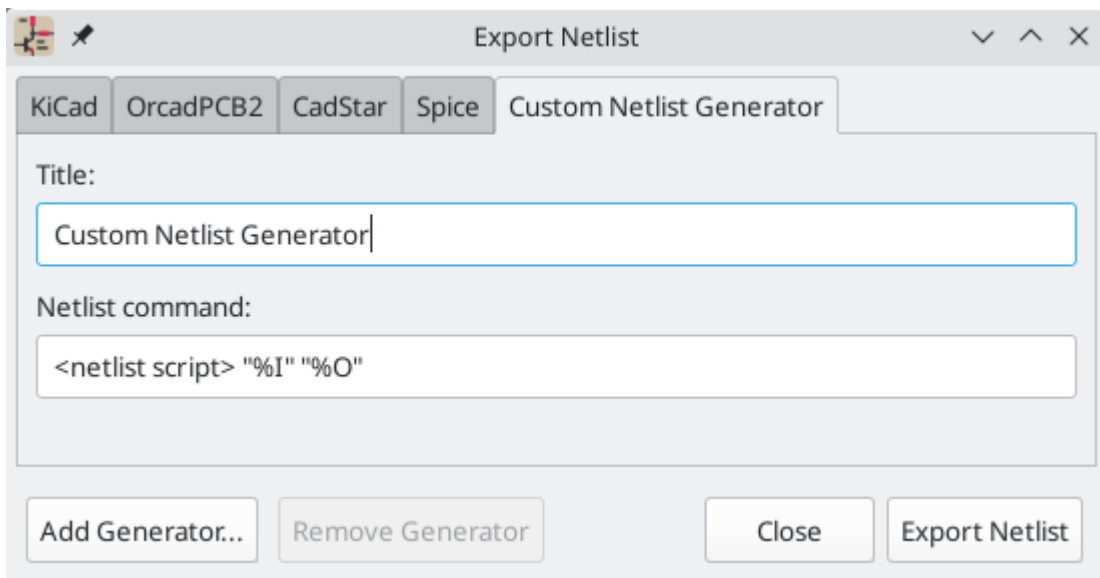 Export Netlist
KiCad OrcadPCB2 CadStar Spice Custom Netlist Generator
Title:
Custom Netlist Generator
Netlist command:
<netlist script> "%I" "%O"
Add Generator... Remove Generator Close Export Netlist